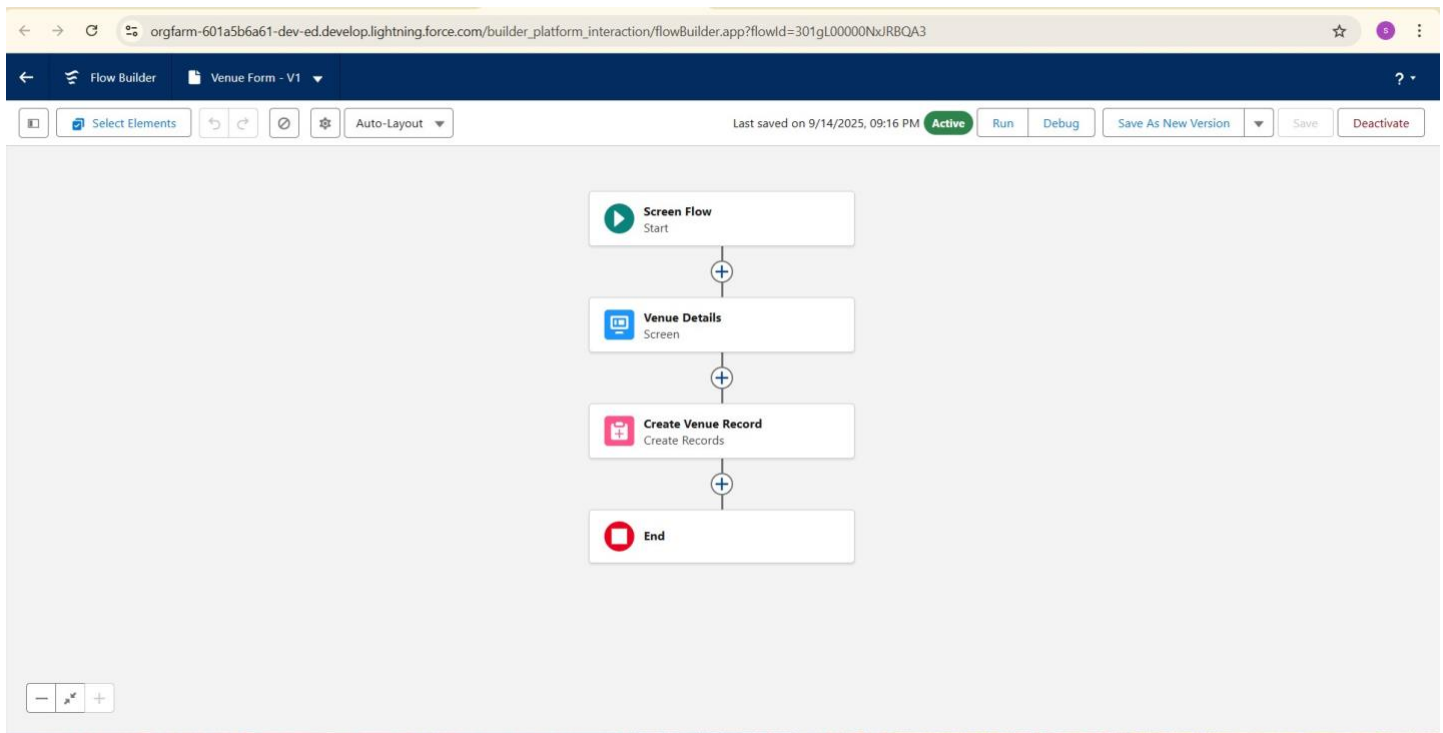 orgfarm-601a5b6a61-dev-ed.develop.lightning.force.com/builder_platform_interaction/flowBuilder.app?flowId=301gL00000NxJRBQA3
S
Flow Builder
Venue Form - V1
?
Select Elements
Auto-Layout
Last saved on 9/14/2025, 09:16 PM
Active
Run
Debug
Save As New Version
Save
Deactivate
Screen Flow
Start
Venue Details
Screen
Create Venue Record
Create Records
End